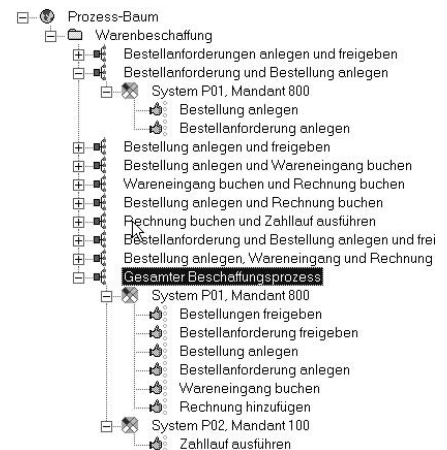 Prozess-Baum
Warenbeschaffung
Bestellanforderungen anlegen und freigeben
Bestellanforderung und Bestellung anlegen
System P01, Mandant 800
Bestellung anlegen
Bestellanforderung anlegen
Bestellung anlegen und freigeben
Bestellung anlegen und Wareneingang buchen
Wareneingang buchen und Rechnung buchen
Bestellung anlegen und Rechnung buchen
Rechnung buchen und Zahllauf ausführen
Bestellanforderung und Bestellung anlegen und frei
Bestellung anlegen, Wareneingang und Rechnung
Gesamter Beschaffungsprozess
System P01, Mandant 800
Bestellungen freigeben
Bestellanforderung freigeben
Bestellung anlegen
Bestellanforderung anlegen
Wareneingang buchen
Rechnung hinzufügen
System P02, Mandant 100
Zahllauf ausführen